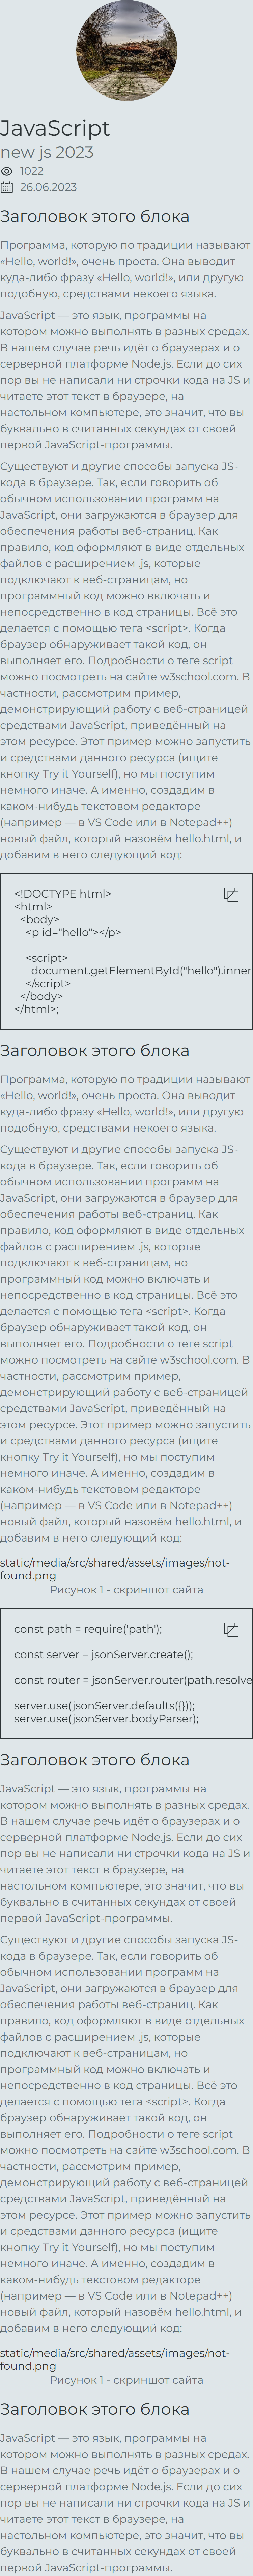 JavaScript
new js 2023
1022
26.06.2023
Заголовок этого блока
Программа, которую по традиции называют
«Hello, world!», очень проста. Она выводит
куда-либо фразу «Hello, world!», или другую
подобную, средствами некоего языка.
JavaScript — это язык, программы на
котором можно выполнять в разных средах.
В нашем случае речь идёт о браузерах и о
серверной платформе Node.js. Если до сих
пор вы не написали ни строчки кода на JS и
читаете этот текст в браузере, на
настольном компьютере, это значит, что вы
буквально в считанных секундах от своей
первой JavaScript-программы.
Существуют и другие способы запуска JS-
кода в браузере. Так, если говорить об
обычном использовании программ на
JavaScript, они загружаются в браузер для
обеспечения работы веб-страниц. Как
правило, код оформляют в виде отдельных
файлов с расширением .js, которые
подключают к веб-страницам, но
программный код можно включать и
непосредственно в код страницы. Всё это
делается с помощью тега <script>. Когда
браузер обнаруживает такой код, он
выполняет его. Подробности о теге script
можно посмотреть на сайте w3school.com. В
частности, рассмотрим пример,
демонстрирующий работу с веб-страницей
средствами JavaScript, приведённый на
этом ресурсе. Этот пример можно запустить
и средствами данного ресурса (ищите
кнопку Try it Yourself), но мы поступим
немного иначе. А именно, создадим в
каком-нибудь текстовом редакторе
(например — в VS Code или в Notepad++)
новый файл, который назовём hello.html, и
добавим в него следующий код:
<!DOCTYPE html>
<html>
<body>
<p id="hello"></p>
<script>
document.getElementById("hello").inner
</script>
</body>
</html>;
Заголовок этого блока
Программа, которую по традиции называют
«Hello, world!», очень проста. Она выводит
куда-либо фразу «Hello, world!», или другую
подобную, средствами некоего языка.
Существуют и другие способы запуска JS-
кода в браузере. Так, если говорить об
обычном использовании программ на
JavaScript, они загружаются в браузер для
обеспечения работы веб-страниц. Как
правило, код оформляют в виде отдельных
файлов с расширением .js, которые
подключают к веб-страницам, но
программный код можно включать и
непосредственно в код страницы. Всё это
делается с помощью тега <script>. Когда
браузер обнаруживает такой код, он
выполняет его. Подробности о теге script
можно посмотреть на сайте w3school.com. В
частности, рассмотрим пример,
демонстрирующий работу с веб-страницей
средствами JavaScript, приведённый на
этом ресурсе. Этот пример можно запустить
и средствами данного ресурса (ищите
кнопку Try it Yourself), но мы поступим
немного иначе. А именно, создадим в
каком-нибудь текстовом редакторе
(например — в VS Code или в Notepad++)
новый файл, который назовём hello.html, и
добавим в него следующий код:
static/media/src/shared/assets/images/not-
found.png
Рисунок 1 - скриншот сайта
const path = require('path');
const server = jsonServer.create();
const router = jsonServer.router(path.resolve
server.use(jsonServer.defaults({}));
server.use(jsonServer.bodyParser);
Заголовок этого блока
JavaScript — это язык, программы на
котором можно выполнять в разных средах.
В нашем случае речь идёт о браузерах и о
серверной платформе Node.js. Если до сих
пор вы не написали ни строчки кода на JS и
читаете этот текст в браузере, на
настольном компьютере, это значит, что вы
буквально в считанных секундах от своей
первой JavaScript-программы.
Существуют и другие способы запуска JS-
кода в браузере. Так, если говорить об
обычном использовании программ на
JavaScript, они загружаются в браузер для
обеспечения работы веб-страниц. Как
правило, код оформляют в виде отдельных
файлов с расширением .js, которые
подключают к веб-страницам, но
программный код можно включать и
непосредственно в код страницы. Всё это
делается с помощью тега <script>. Когда
браузер обнаруживает такой код, он
выполняет его. Подробности о теге script
можно посмотреть на сайте w3school.com. В
частности, рассмотрим пример,
демонстрирующий работу с веб-страницей
средствами JavaScript, приведённый на
этом ресурсе. Этот пример можно запустить
и средствами данного ресурса (ищите
кнопку Try it Yourself), но мы поступим
немного иначе. А именно, создадим в
каком-нибудь текстовом редакторе
(например — в VS Code или в Notepad++)
новый файл, который назовём hello.html, и
добавим в него следующий код:
static/media/src/shared/assets/images/not-
found.png
Рисунок 1 - скриншот сайта
Заголовок этого блока
JavaScript — это язык, программы на
котором можно выполнять в разных средах.
В нашем случае речь идёт о браузерах и о
серверной платформе Node.js. Если до сих
пор вы не написали ни строчки кода на JS и
читаете этот текст в браузере, на
настольном компьютере, это значит, что вы
буквально в считанных секундах от своей
первой JavaScript-программы.